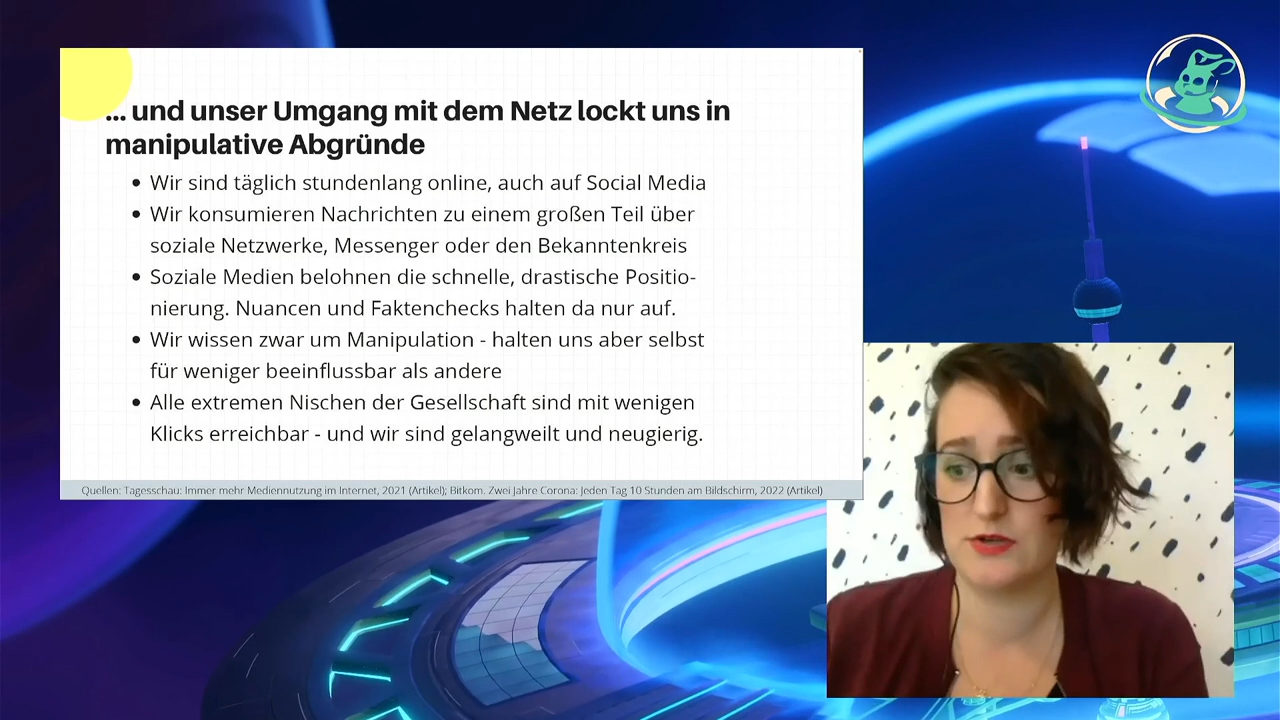 ... und unser Umgang mit dem Netz lockt uns in
manipulative Abgründe
• Wir sind täglich stundenlang online, auch auf Social Media
• Wir konsumieren Nachrichten zu einem großen Teil über
soziale Netzwerke, Messenger oder den Bekanntenkreis
• Soziale Medien belohnen die schnelle, drastische Positio-
nierung. Nuancen und Faktenchecks halten da nur auf.
• Wir wissen zwar um Manipulation - halten uns aber selbst
für weniger beeinflussbar als andere
• Alle extremen Nischen der Gesellschaft sind mit wenigen
Klicks erreichbar - und wir sind gelangweilt und neugierig.
Quellen: Tagesschau: Immer mehr Mediennutzung im Internet, 2021 (Artikel); Bitkom. Zwei Jahre Corona: Jeden Tag 10 Stunden am Bildschirm, 2022 (Artikel)